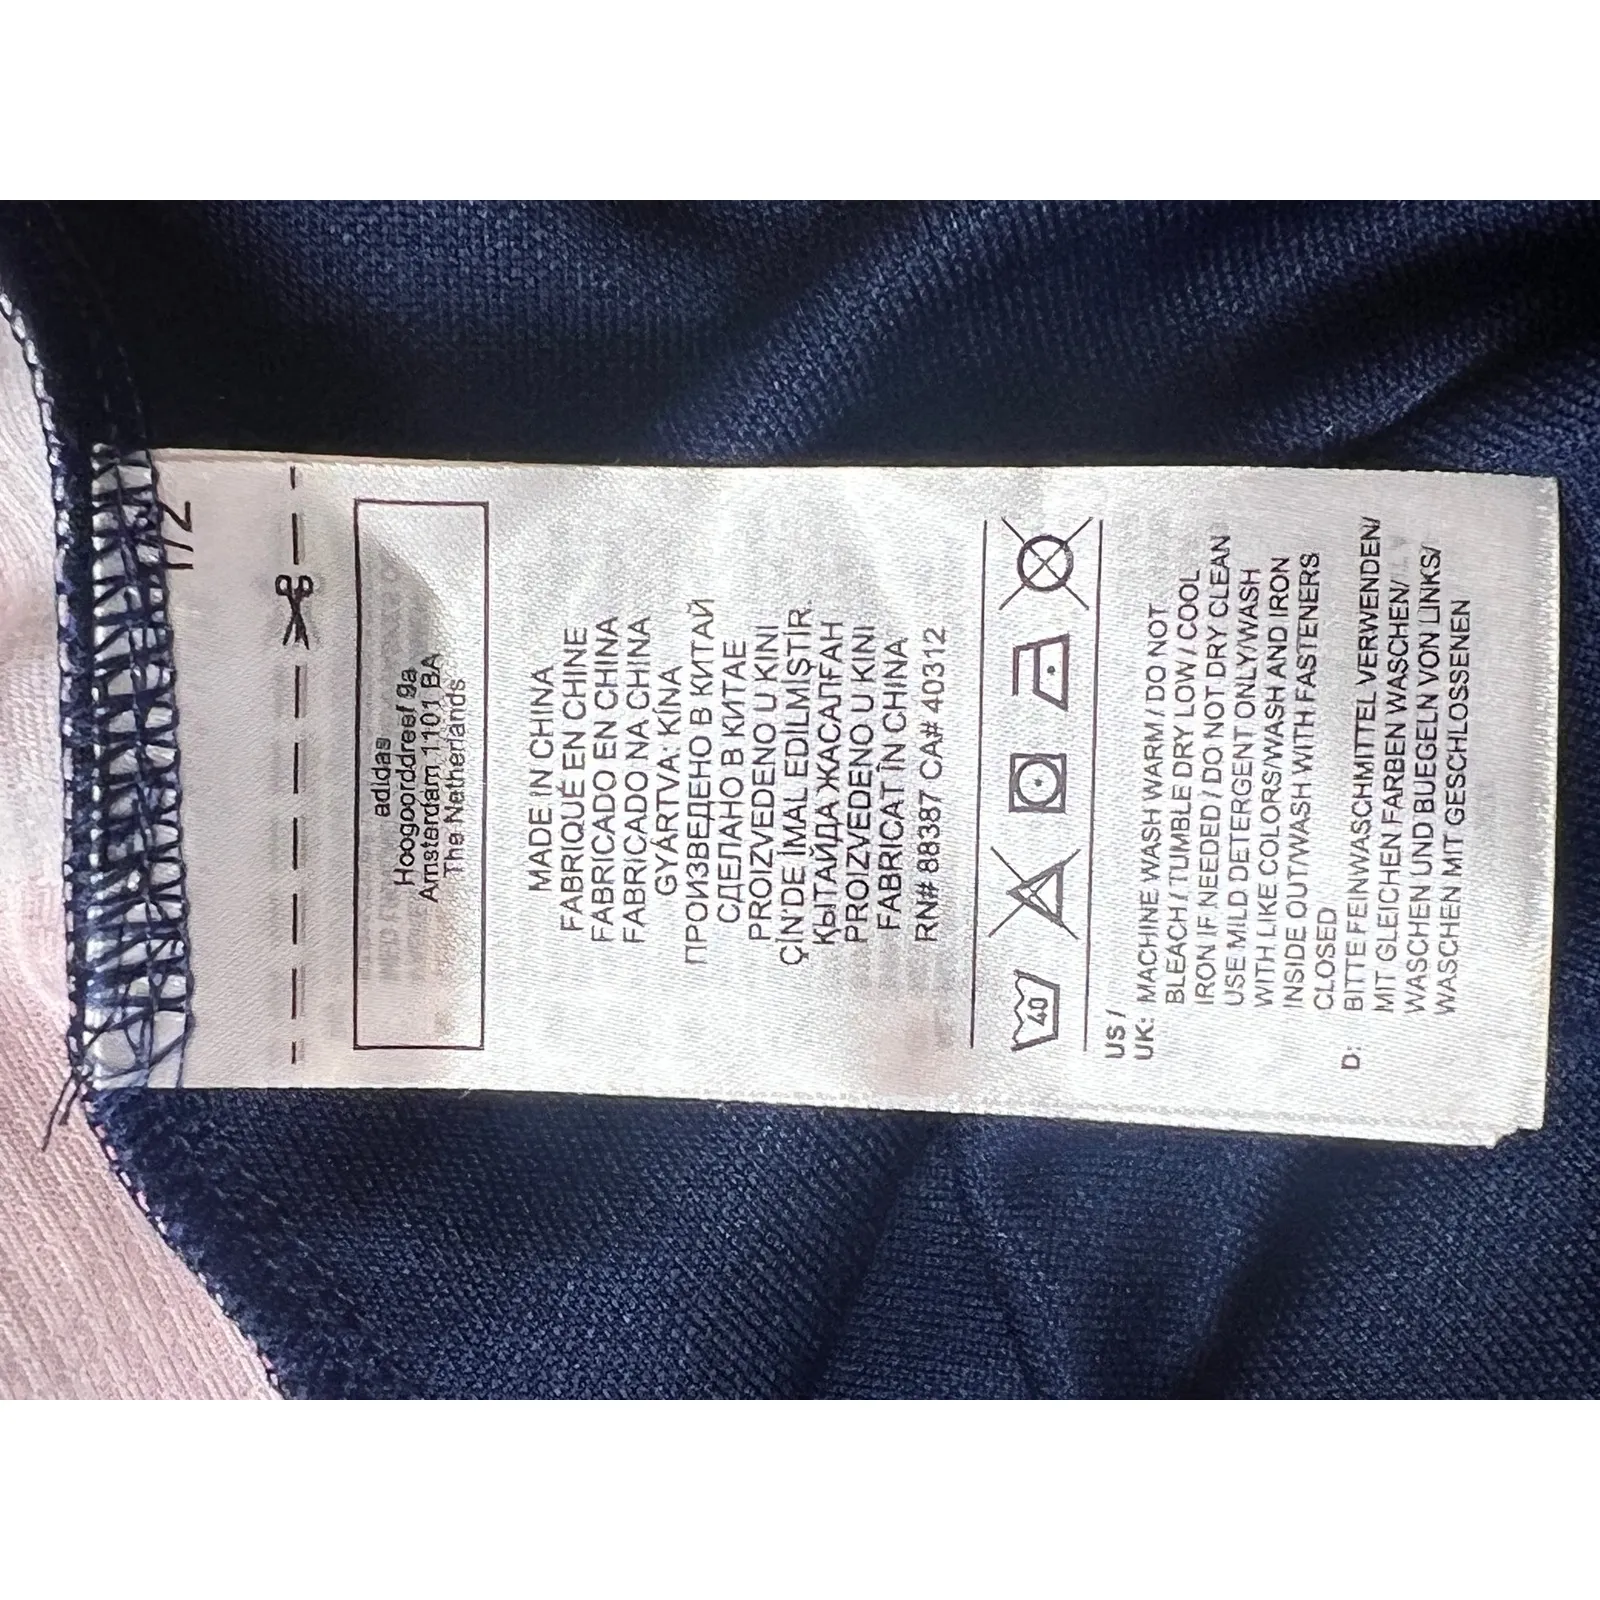 1/2
adidas
Hoogoorddreef 9a
Amsterdam 1101 BA
The Netherlands
MADE IN CHINA
FABRIQUÉ EN CHINE
FABRICADO EN CHINA
FABRICADO NA CHINA
GYÁRTVA: KÍNA
ПРОИЗВЕДЕНО В КИТАЙ
СДЕЛАНО В КИТАЕ
PROIZVEDENO U KINI
ÇİN'DE İMAL EDİLMİŞTİR.
ҚЫТАЙДА ЖАСАЛҒАН
PROIZVEDENO U KINI
FABRICAT ÎN CHINA
RN# 88387 CA# 40312
40
US /
UK: MACHINE WASH WARM / DO NOT
BLEACH / TUMBLE DRY LOW / COOL
IRON IF NEEDED / DO NOT DRY CLEAN
USE MILD DETERGENT ONLY/WASH
WITH LIKE COLORS/WASH AND IRON
INSIDE OUT/WASH WITH FASTENERS
CLOSED
D: BITTE FEINWASCHMITTEL VERWENDEN/
MIT GLEICHEN FARBEN WASCHEN/
WASCHEN UND BUEGELN VON LINKS/
WASCHEN MIT GESCHLOSSENEN